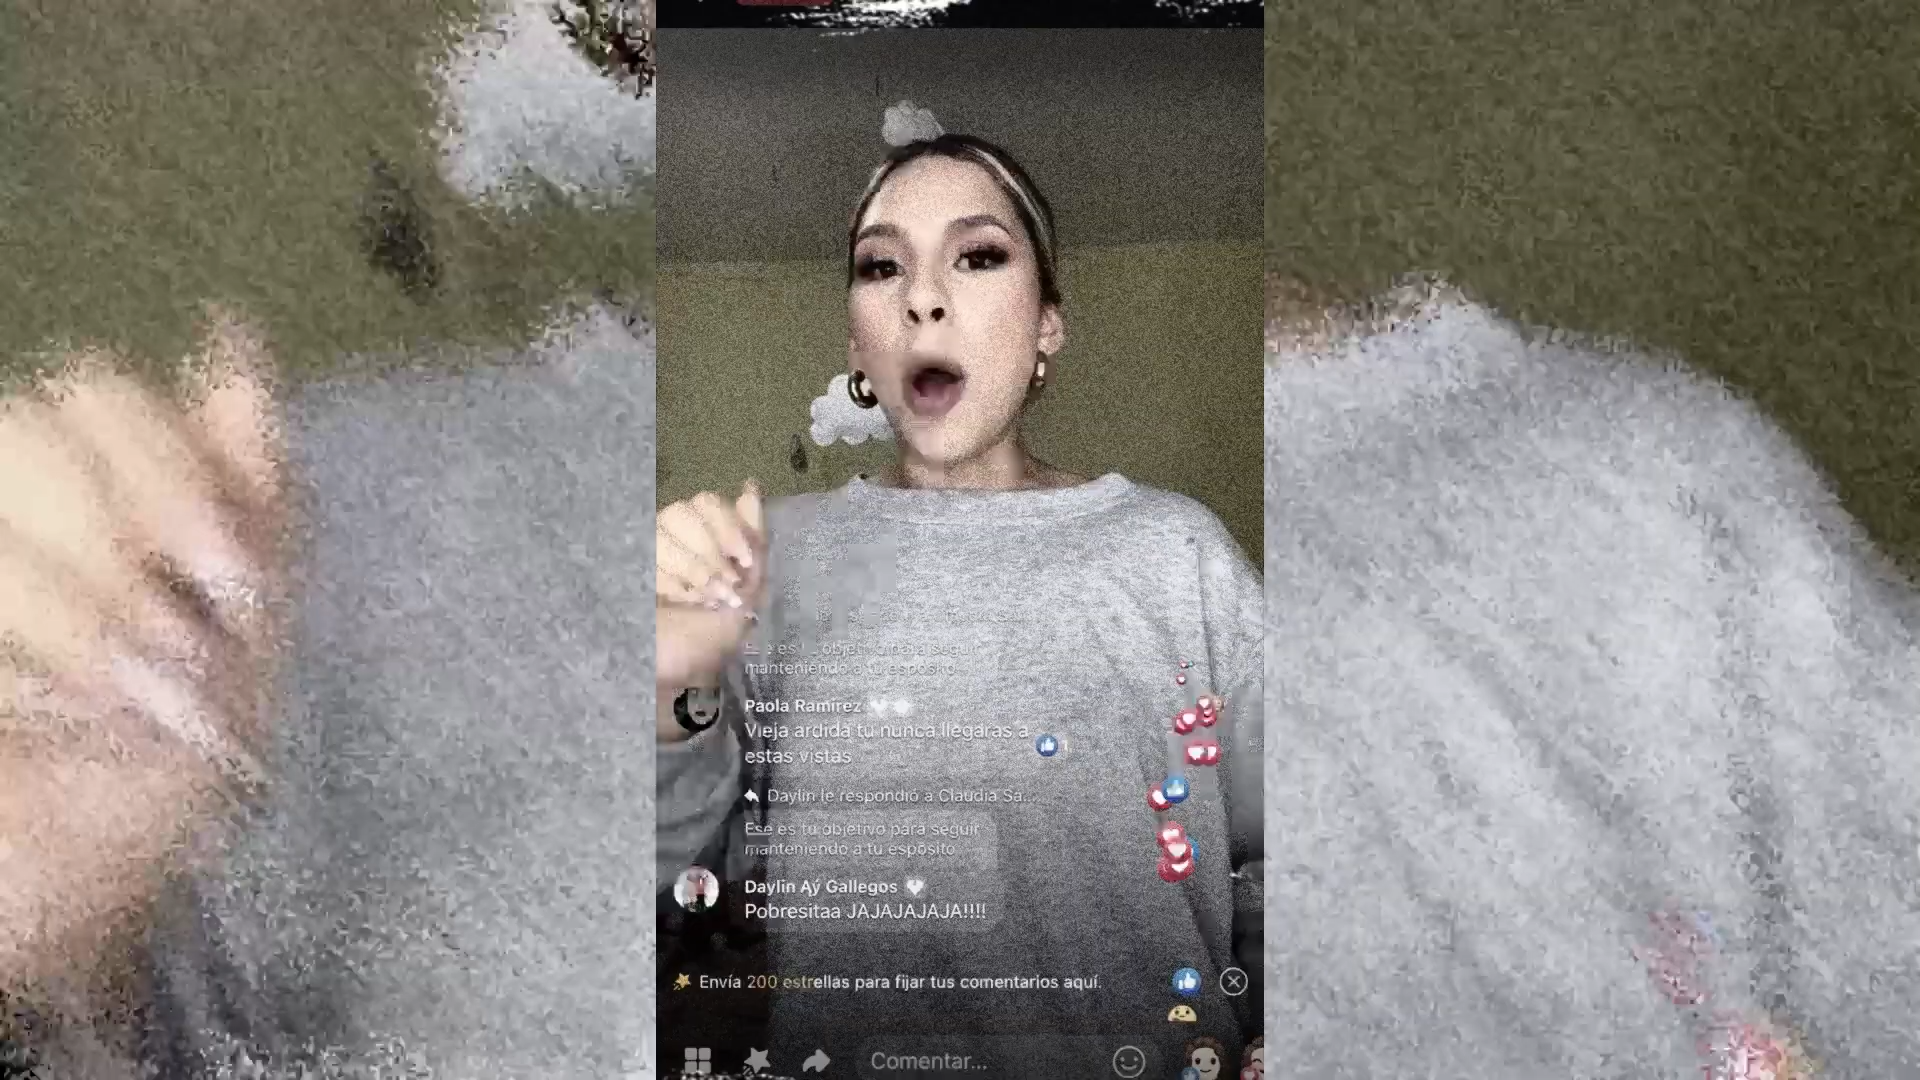 manteniendo a tu esposito
Paola Ramirez
Vieja ardida tu nunca llegaras a
estas vistas
Daylin le respondió a Claudia Sa...
Ese es tu objetivo para seguir
manteniendo a tu esposito
Daylin Aý Gallegos
Pobresitaa JAJAJAJAJA!!!!
Envía 200 estrellas para fijar tus comentarios aquí.
Comentar...